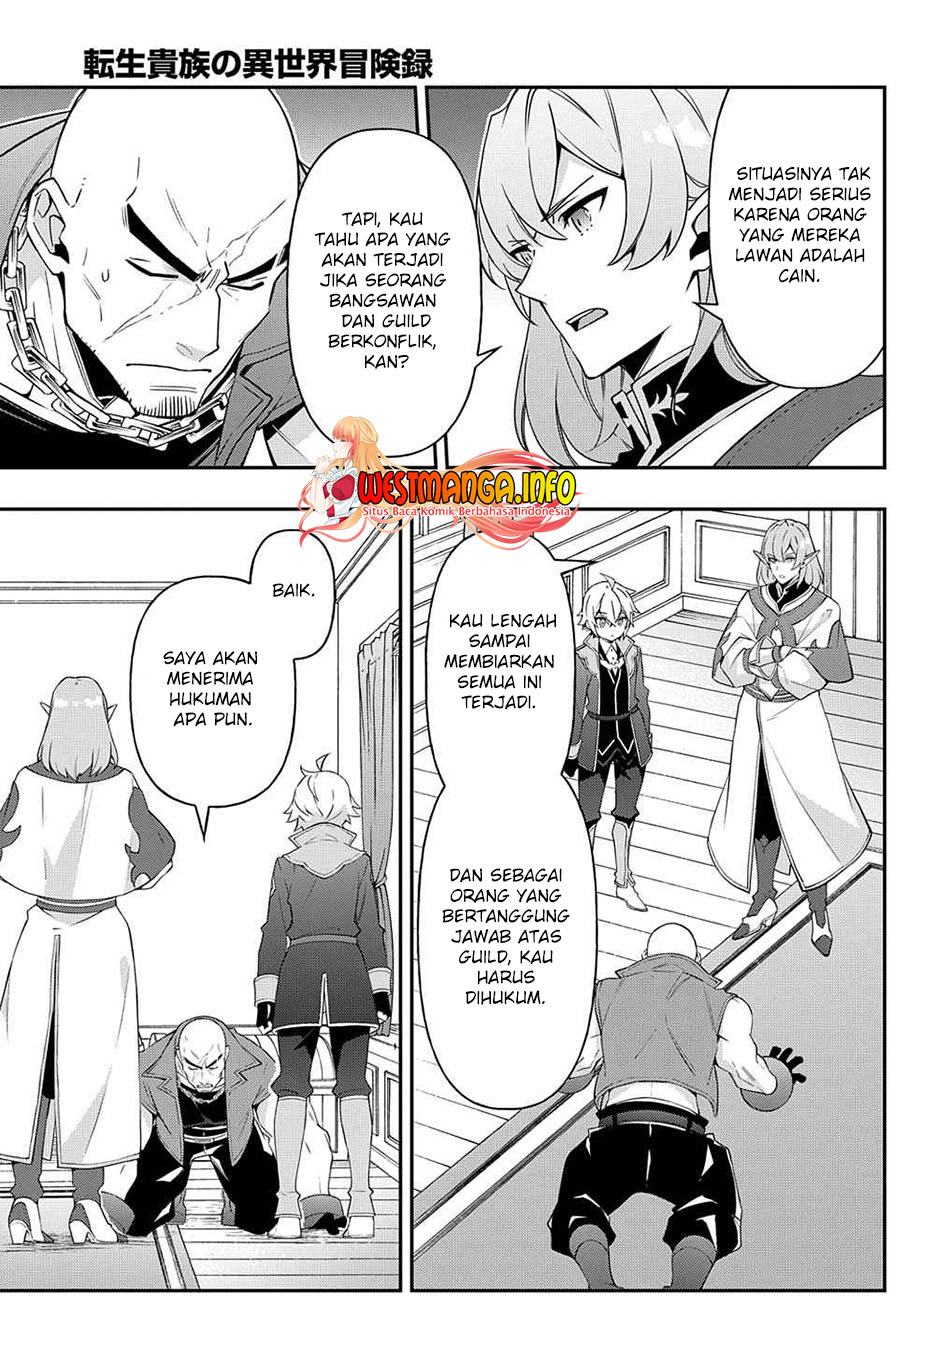 転生貴族の異世界冒険録
SITUASINYA TAK
MENJADI SERIUS
KARENA ORANG
YANG MEREKA
LAWAN ADALAH
CAIN.
TAPI, KAU
TAHU APA YANG
AKAN TERJADI
JIKA SEORANG
BANGSAWAN
DAN GUILD
BERKONFLIK,
KAN?
WESTMANGA.INFO
Situs Baca Komik Berbahasa Indonesia
KAU LENGAH
SAMPAI
MEMBIARKAN
SEMUA INI
TERJADI.
DAN SEBAGAI
ORANG YANG
BERTANGGUNG
JAWAB ATAS
GUILD, KAU
HARUS
DIHUKUM.
BAIK.
SAYA AKAN
MENERIMA
HUKUMAN
APA PUN.